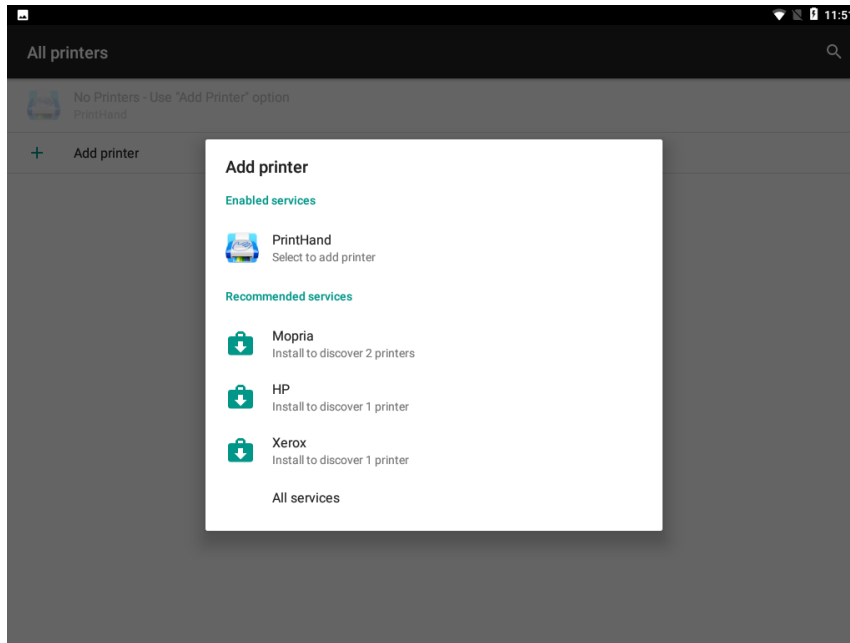 11:51
All printers
No Printers - Use "Add Printer" option
PrintHand
Add printer
Add printer
Enabled services
PrintHand
Select to add printer
Recommended services
Mopria
Install to discover 2 printers
HP
Install to discover 1 printer
Xerox
Install to discover 1 printer
All services